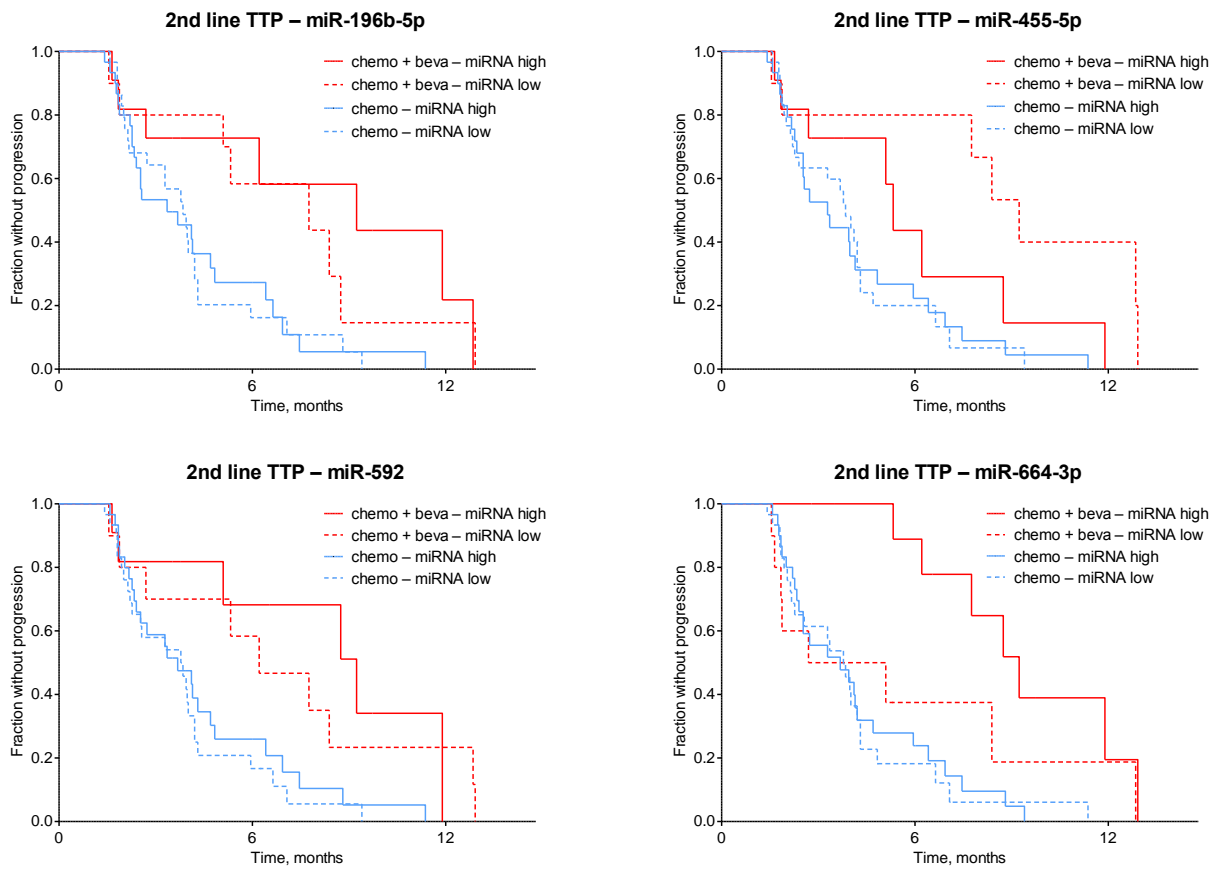 2nd line TTP – miR-196b-5p
1.0
0.8
0.6
0.4
0.2
0.0
Fraction without progression
chemo + beva – miRNA high
chemo + beva – miRNA low
chemo – miRNA high
chemo – miRNA low
0
6
12
Time, months
2nd line TTP – miR-455-5p
1.0
0.8
0.6
0.4
0.2
0.0
Fraction without progression
chemo + beva – miRNA high
chemo + beva – miRNA low
chemo – miRNA high
chemo – miRNA low
0
6
12
Time, months
2nd line TTP – miR-592
1.0
0.8
0.6
0.4
0.2
0.0
Fraction without progression
chemo + beva – miRNA high
chemo + beva – miRNA low
chemo – miRNA high
chemo – miRNA low
0
6
12
Time, months
2nd line TTP – miR-664-3p
1.0
0.8
0.6
0.4
0.2
0.0
Fraction without progression
chemo + beva – miRNA high
chemo + beva – miRNA low
chemo – miRNA high
chemo – miRNA low
0
6
12
Time, months